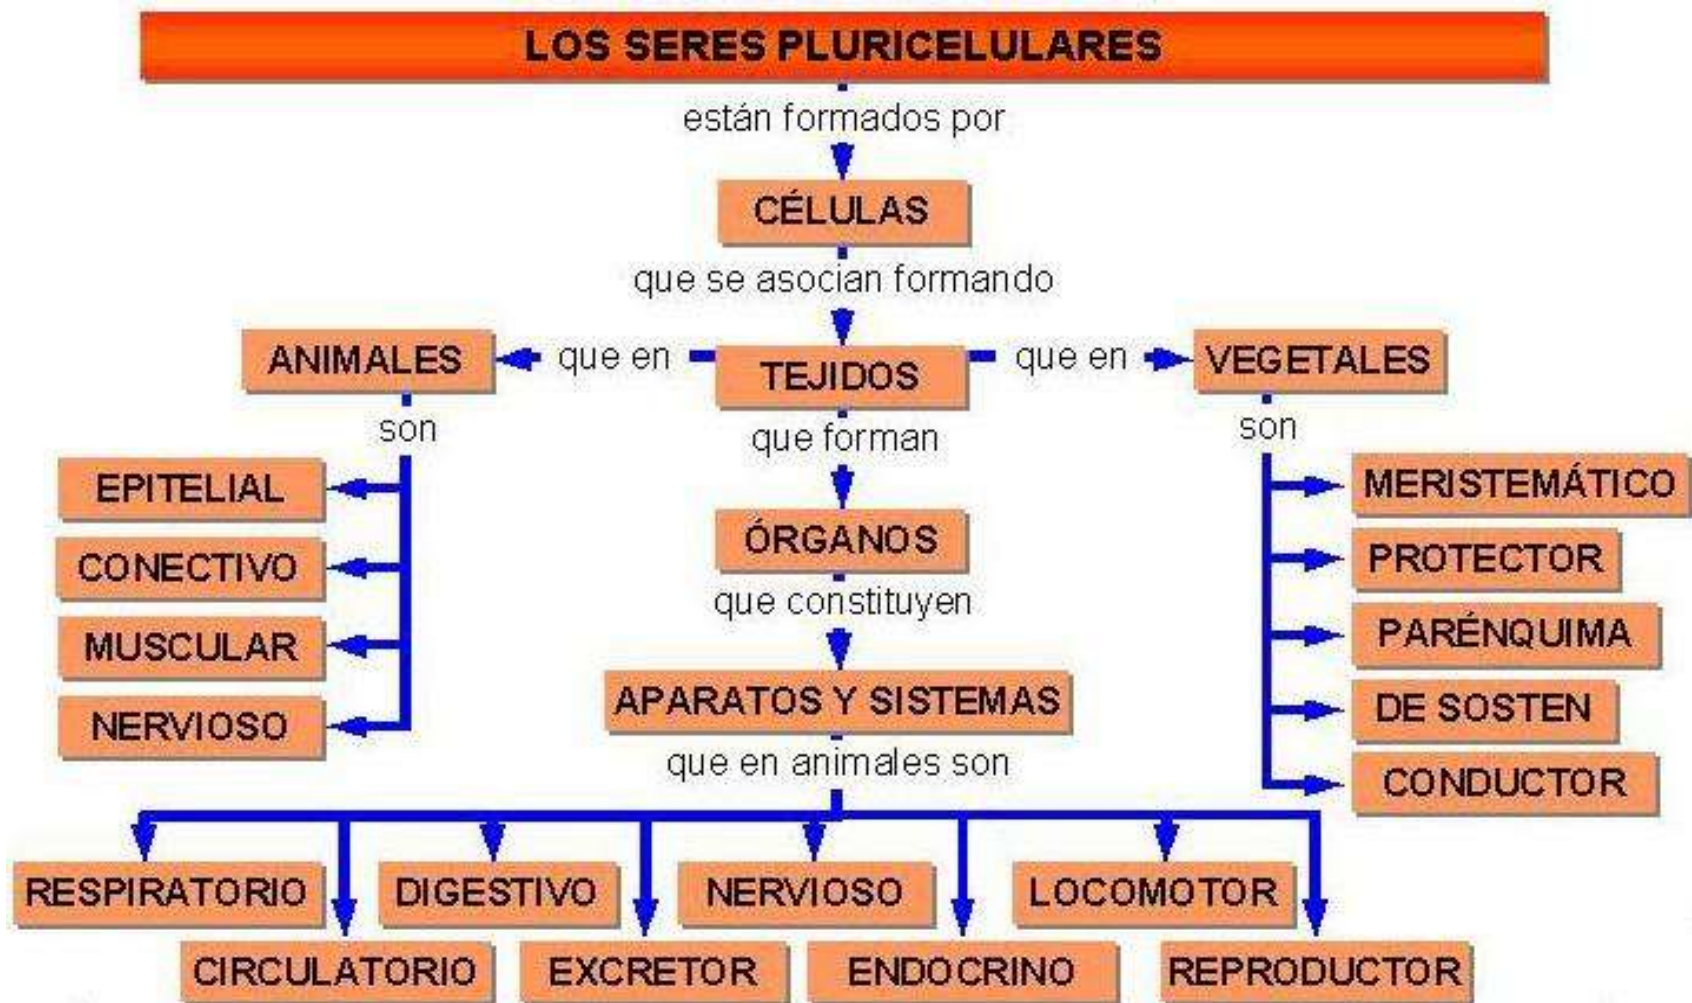 LOS SERES PLURICELULARES
están formados por
CÉLULAS
que se asocian formando
ANIMALES
que en
TEJIDOS
que en
VEGETALES
son
que forman
son
EPITELIAL
CONECTIVO
MUSCULAR
NERVIOSO
ÓRGANOS
que constituyen
APARATOS Y SISTEMAS
que en animales son
MERISTEMÁTICO
PROTECTOR
PARÉNQUIMA
DE SOSTEN
CONDUCTOR
RESPIRATORIO
DIGESTIVO
NERVIOSO
LOCOMOTOR
CIRCULATORIO
EXCRETOR
ENDOCRINO
REPRODUCTOR